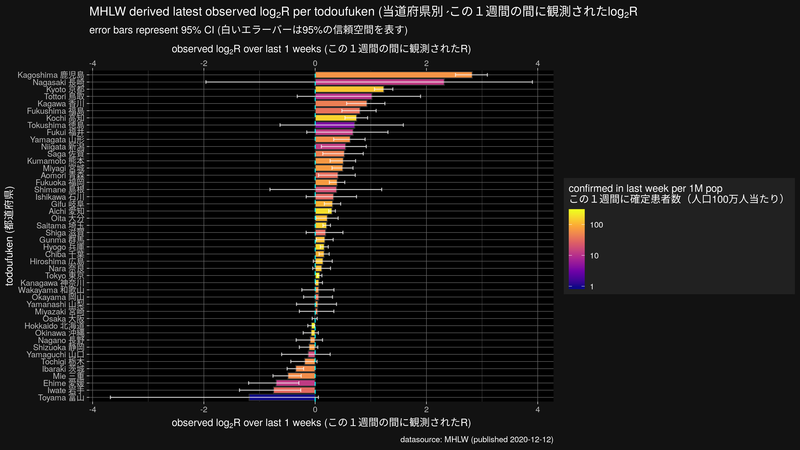 MHLW derived latest observed log₂R per todoufuken (当道府県別 -この１週間の間に観測されたlog₂R
error bars represent 95% CI (白いエラーバーは95%の信頼空間を表す)
observed log₂R over last 1 weeks (この１週間の間に観測されたR)
-4 -2 0 2 4
todoufuken (都道府県)
Kagoshima 鹿児島
Nagasaki 長崎
Kyoto 京都
Tottori 鳥取
Kagawa 香川
Fukushima 福島
Kochi 高知
Tokushima 徳島
Fukui 福井
Yamagata 山形
Niigata 新潟
Saga 佐賀
Kumamoto 熊本
Miyagi 宮城
Aomori 青森
Fukuoka 福岡
Shimane 島根
Ishikawa 石川
Gifu 岐阜
Aichi 愛知
Oita 大分
Saitama 埼玉
Shiga 滋賀
Gunma 群馬
Hyogo 兵庫
Chiba 千葉
Hiroshima 広島
Nara 奈良
Tokyo 東京
Kanagawa 神奈川
Wakayama 和歌山
Okayama 岡山
Yamanashi 山梨
Miyazaki 宮崎
Osaka 大阪
Hokkaido 北海道
Okinawa 沖縄
Nagano 長野
Shizuoka 静岡
Yamaguchi 山口
Tochigi 栃木
Ibaraki 茨城
Mie 三重
Ehime 愛媛
Iwate 岩手
Toyama 富山
-4 -2 0 2 4
observed log₂R over last 1 weeks (この１週間の間に観測されたR)
confirmed in last week per 1M pop
この１週間に確定患者数（人口100万人当たり）
100
10
1
datasource: MHLW (published 2020-12-12)